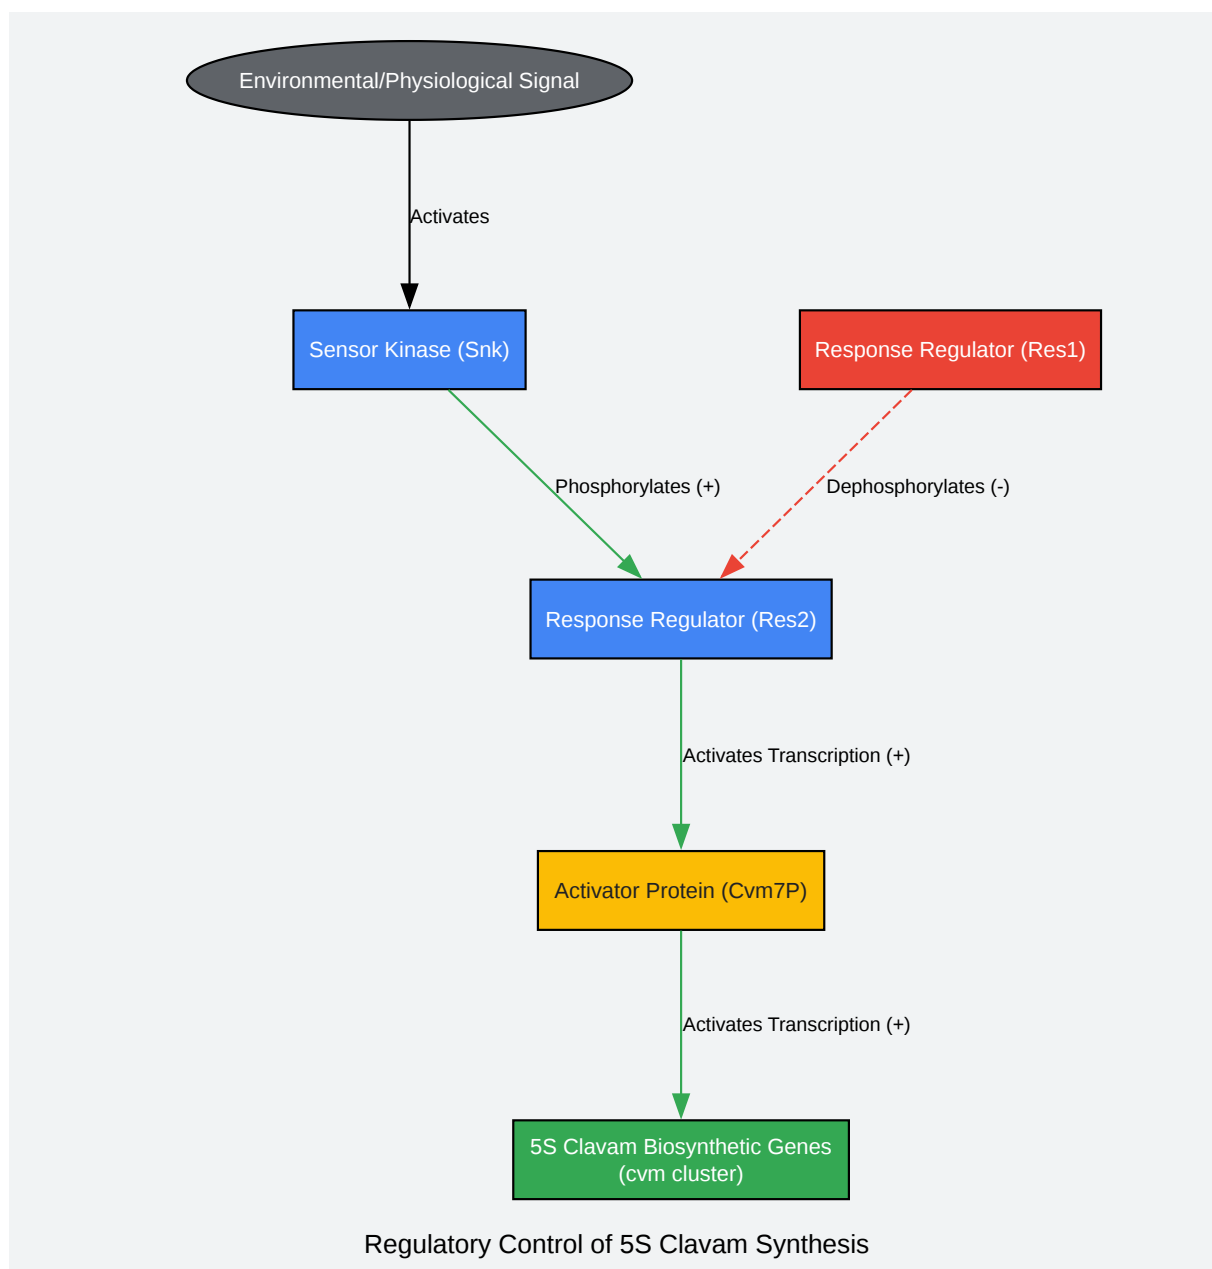 Environmental/Physiological Signal
Activates
Sensor Kinase (Snk)
Response Regulator (Res1)
Phosphorylates (+)
Dephosphorylates (-)
Response Regulator (Res2)
Activates Transcription (+)
Activator Protein (Cvm7P)
Activates Transcription (+)
5S Clavam Biosynthetic Genes
(cvm cluster)
Regulatory Control of 5S Clavam Synthesis